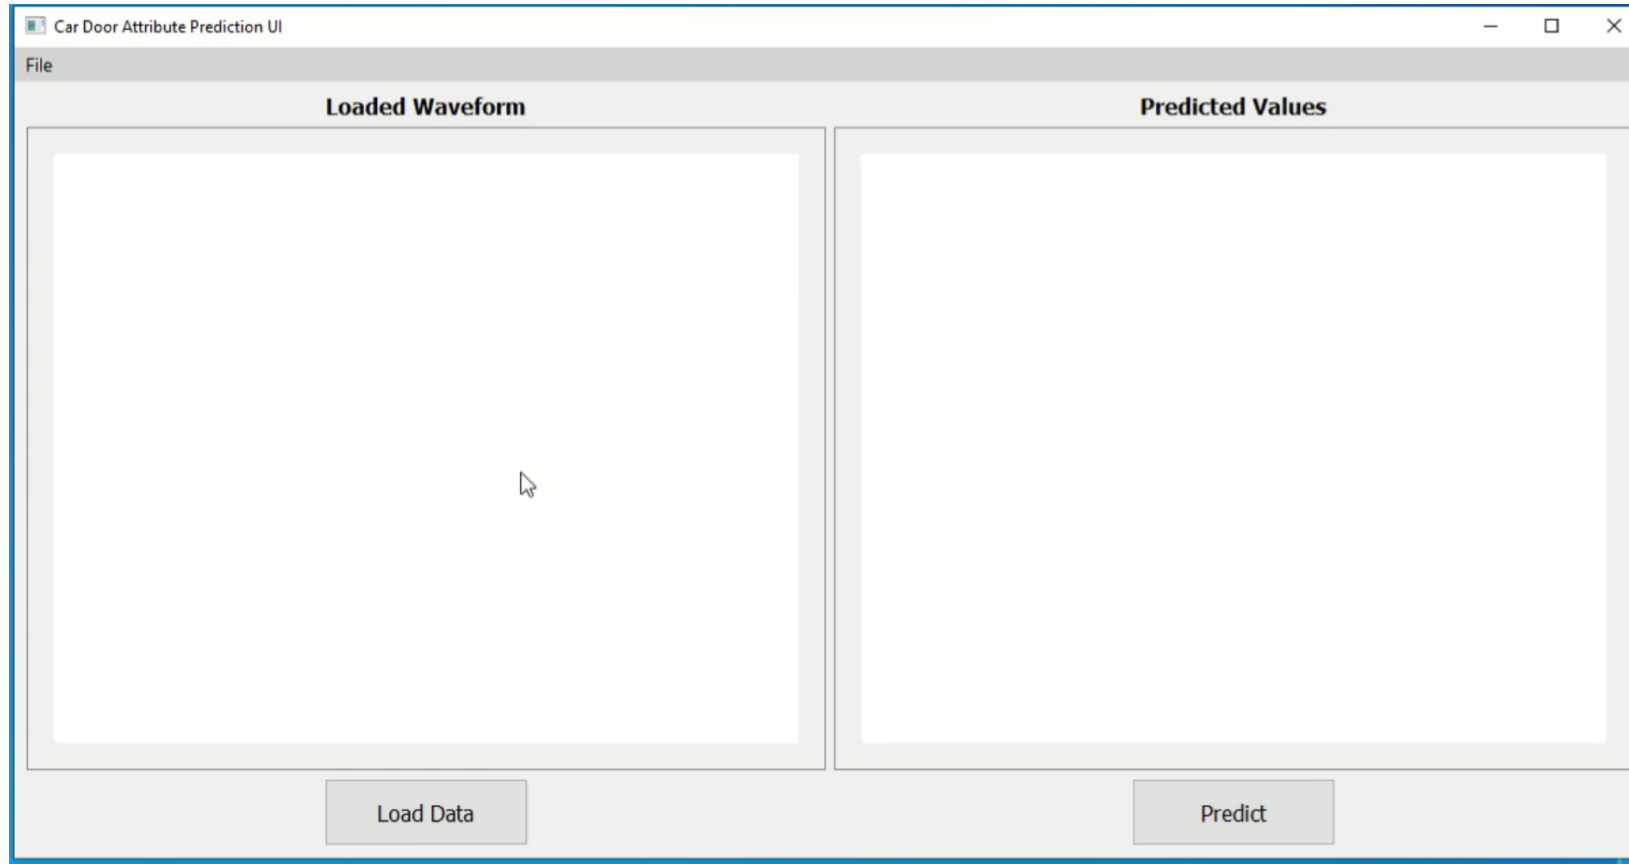 Car Door Attribute Prediction UI
File
Loaded Waveform
Predicted Values
Load Data
Predict